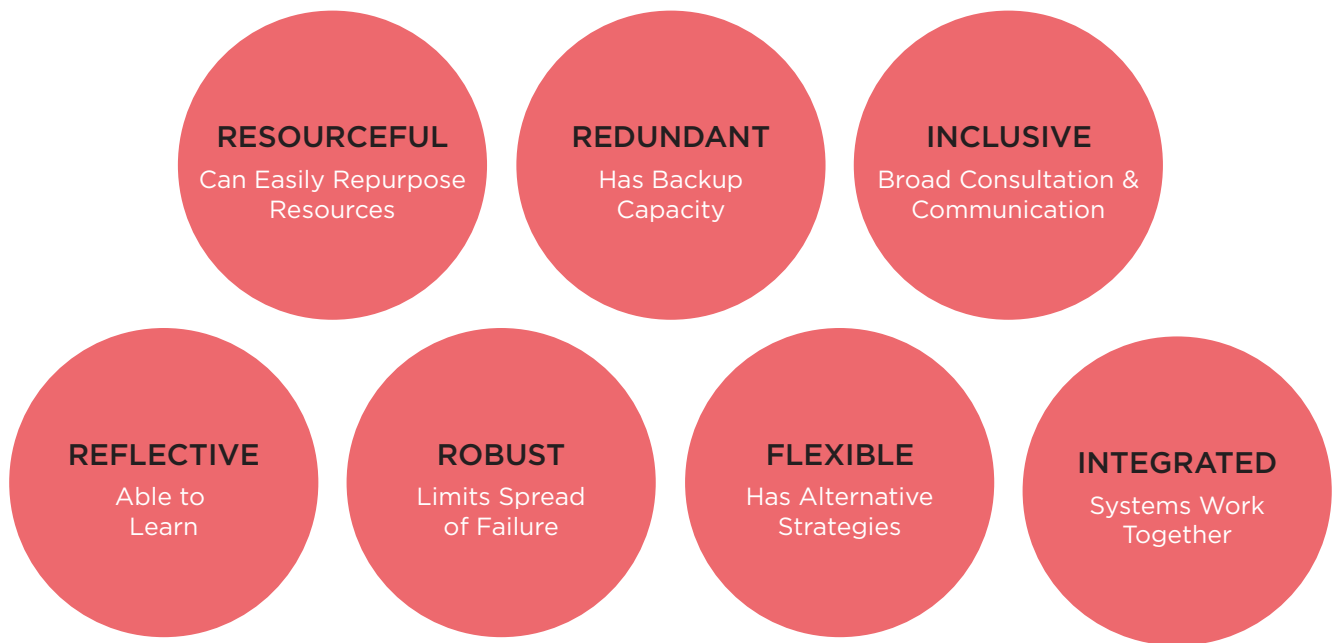 RESOURCEFUL
Can Easily Repurpose
Resources
REDUNDANT
Has Backup
Capacity
INCLUSIVE
Broad Consultation &
Communication
REFLECTIVE
Able to
Learn
ROBUST
Limits Spread
of Failure
FLEXIBLE
Has Alternative
Strategies
INTEGRATED
Systems Work
Together